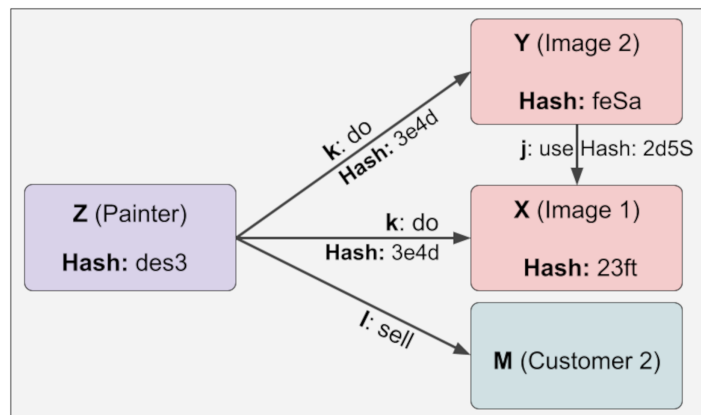 Y (Image 2)
Hash: feSa
k: do
Hash: 3e4d
j: use Hash: 2d5S
Z (Painter)
Hash: des3
k: do
Hash: 3e4d
X (Image 1)
Hash: 23ft
l: sell
M (Customer 2)